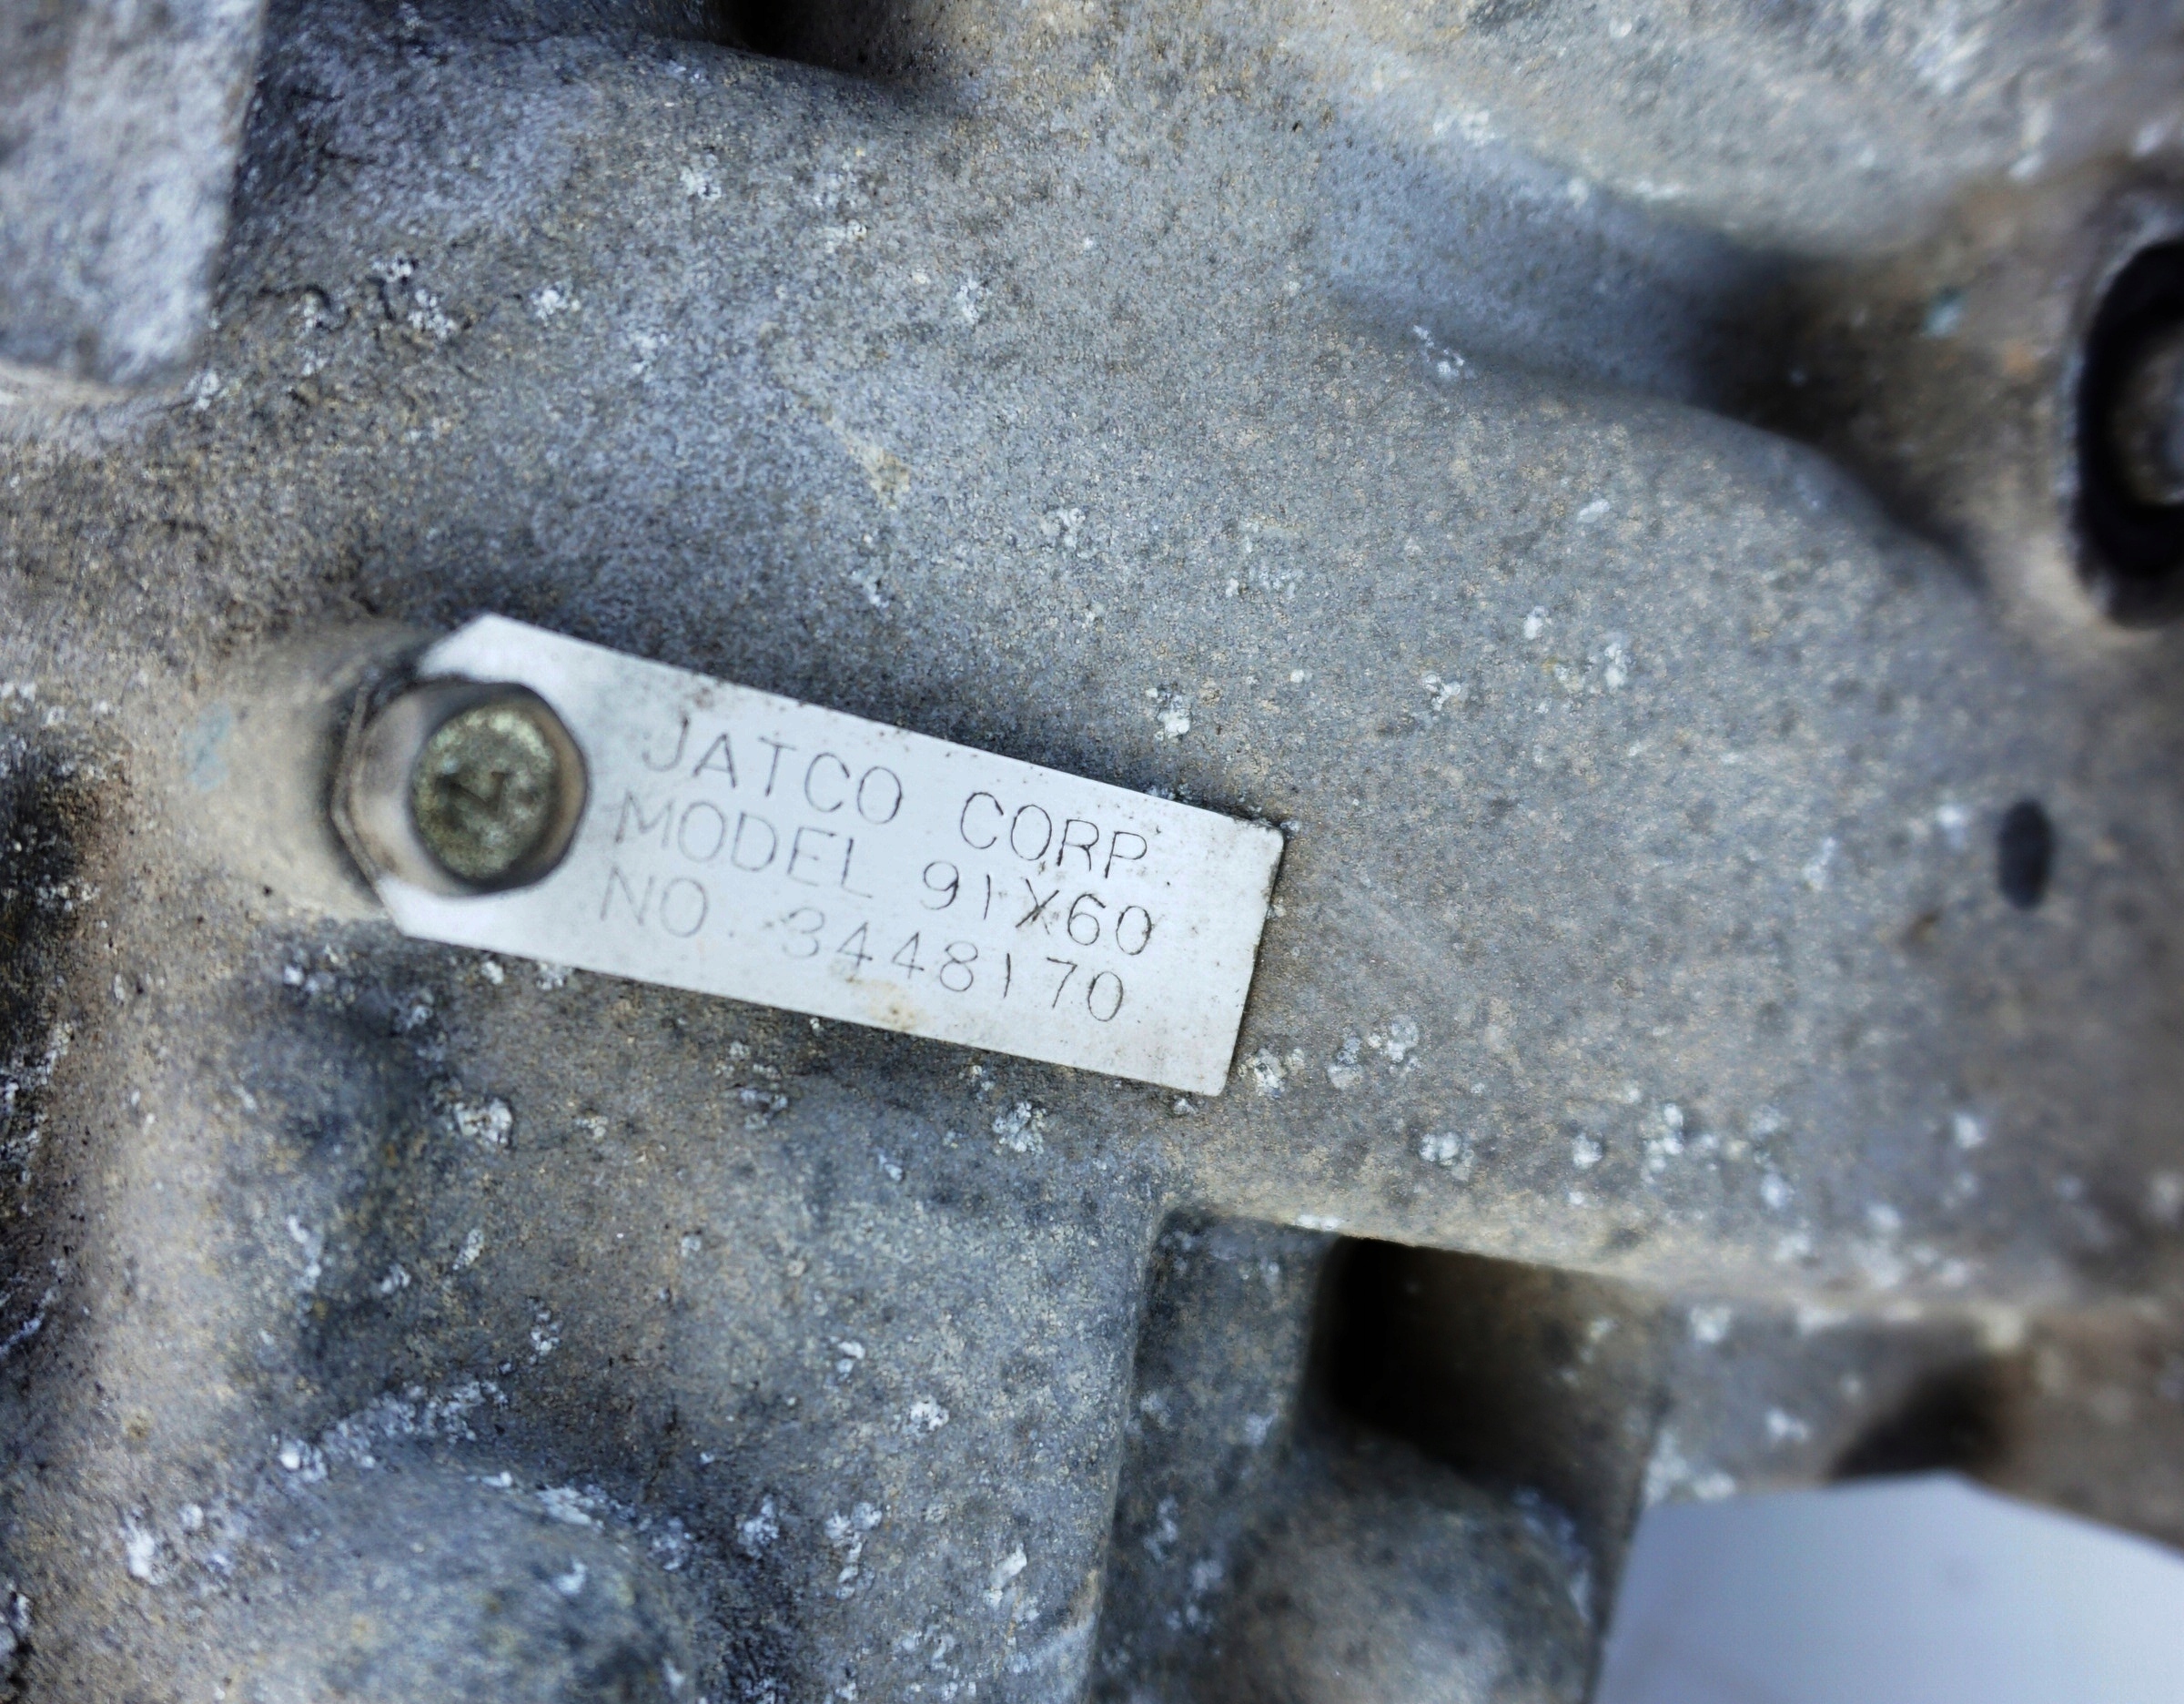 JATCO CORP.
MODEL 91X60
NO. 3448170